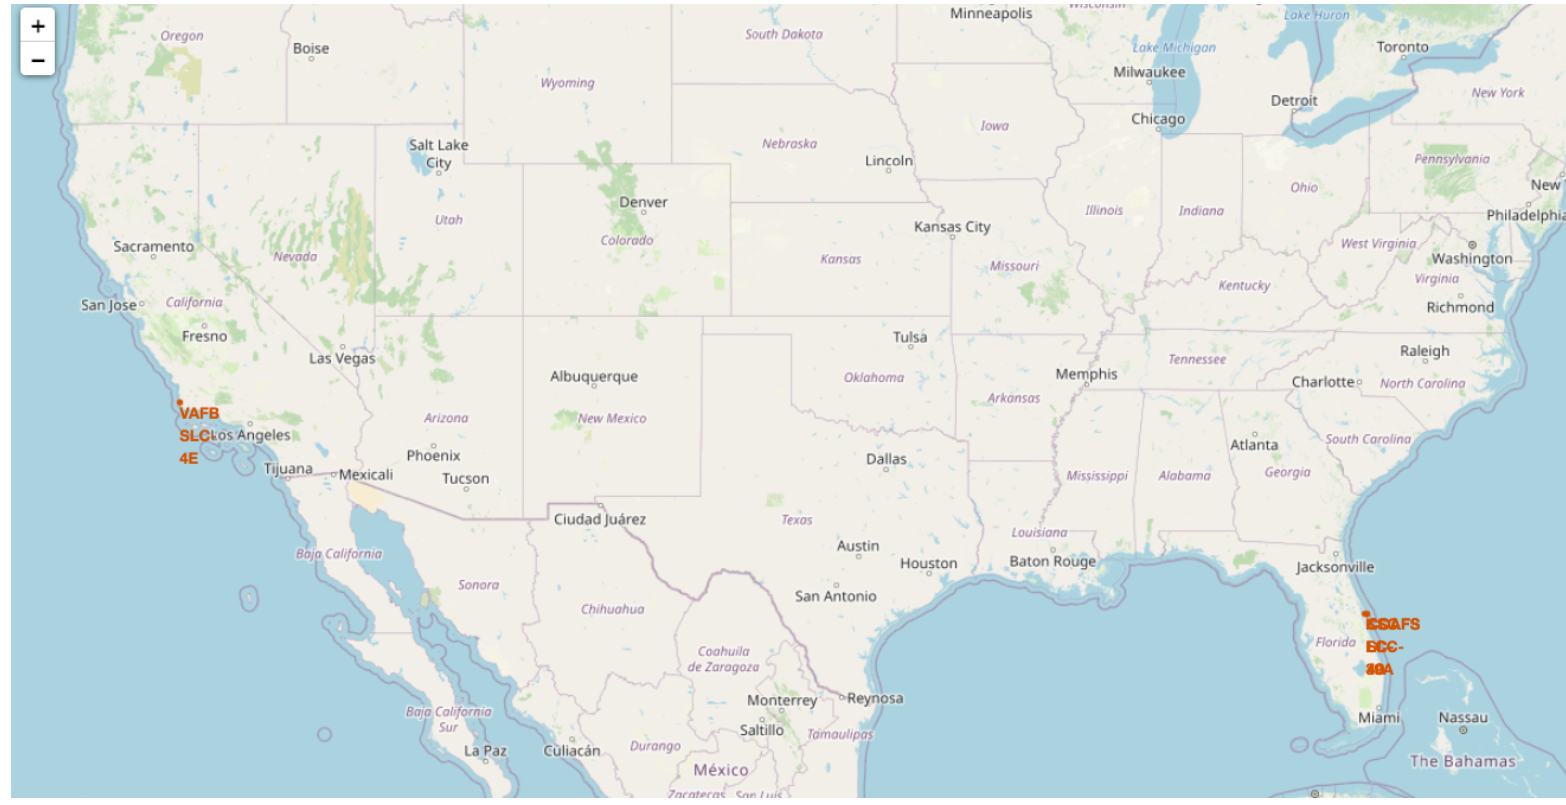 +
−
Oregon
Boise
Wyoming
South Dakota
Minneapolis
Wisconsin
Lake Michigan
Lake Huron
Toronto
Milwaukee
Chicago
Detroit
New York
Salt Lake
City
Nebraska
Iowa
Lincoln
Pennsylvania
New
Philadelphia
Ohio
Illinois
Indiana
Denver
Utah
Colorado
Kansas City
Kansas
Missouri
West Virginia
Washington
Virginia
Richmond
Kentucky
Sacramento
Nevada
San Jose
California
Fresno
Las Vegas
Albuquerque
New Mexico
Arizona
Phoenix
Tucson
Tulsa
Oklahoma
Arkansas
Memphis
Tennessee
Raleigh
Charlotte
North Carolina
South Carolina
Atlanta
Georgia
Mississippi
Alabama
VAFB
SLC-
4E
Los Angeles
Tijuana
Mexicali
Dallas
Ciudad Juárez
Texas
Austin
Houston
San Antonio
Louisiana
Baton Rouge
Jacksonville
Florida
Miami
Nassau
The Bahamas
Baja California
Sonora
Chihuahua
Coahuila
de Zaragoza
Monterrey
Reynosa
Saltillo
Tamaulipas
Baja California
Sur
La Paz
Culiacán
Durango
México
Zacatecas
San Luis